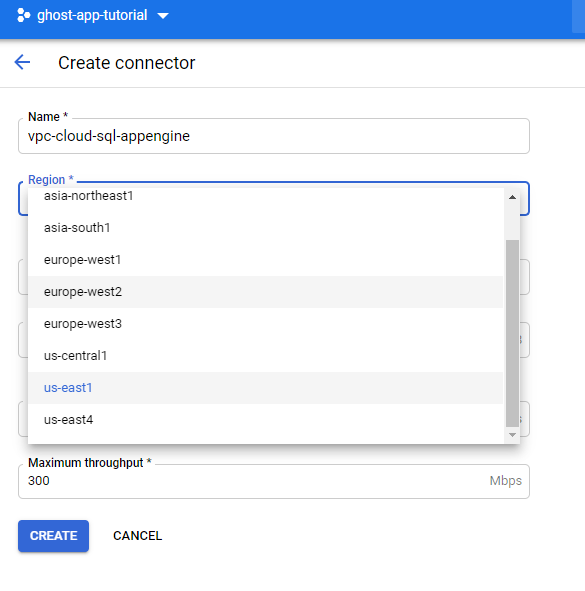 ghost-app-tutorial
Create connector
Name *
vpc-cloud-sql-appengine
Region *
asia-northeast1
asia-south1
europe-west1
europe-west2
europe-west3
us-central1
us-east1
us-east4
Maximum throughput *
300 Mbps
CREATE CANCEL